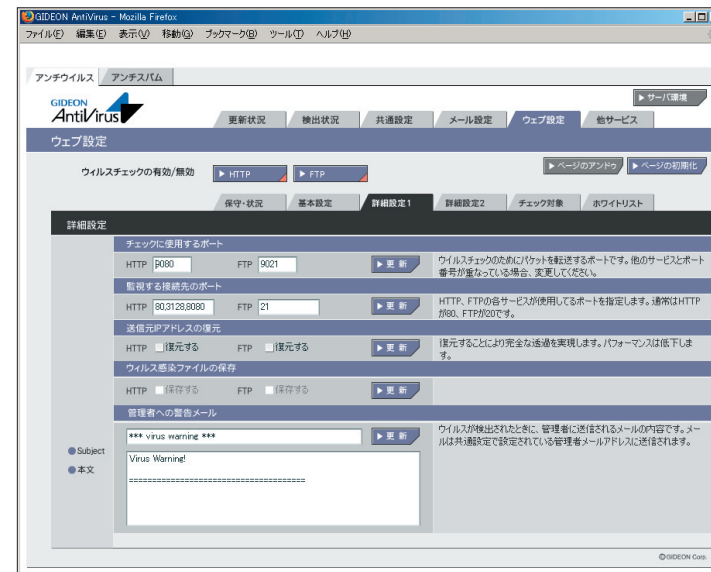 GIDEON AntiVirus - Mozilla Firefox
ファイル(F) 編集(E) 表示(V) 移動(G) ブックマーク(B) ツール(T) ヘルプ(H)
アンチウイルス アンチスパム
GIDEON
AntiVirus
サーバ環境
更新状況 検出状況 共通設定 メール設定 ウェブ設定 他サービス
ウェブ設定
ウィルスチェックの有効/無効 HTTP FTP ページのアンドゥ ページの初期化
保守・状況 基本設定 詳細設定1 詳細設定2 チェック対象 ホワイトリスト
詳細設定
チェックに使用するポート
HTTP 9080 FTP 9021 更 新
ウイルスチェックのためにパケットを転送するポートです。他のサービスとポート
番号が重なっている場合、変更してください。
監視する接続先のポート
HTTP 80,3128,8080 FTP 21 更 新
HTTP、FTPの各サービスが使用してるポートを指定します。通常はHTTP
が80、FTPが20です。
送信元IPアドレスの復元
HTTP 復元する FTP 復元する 更 新
復元することにより完全な透過を実現します。パフォーマンスは低下しま
す。
ウィルス感染ファイルの保存
HTTP 保存する FTP 保存する 更 新
管理者への警告メール
Subject
*** virus warning ***
更 新
ウイルスが検出されたときに、管理者に送信されるメールの内容です。メー
ルは共通設定で設定されている管理者メールアドレスに送信されます。
本文
Virus Warning!
======================================
©GIDEON Corp.